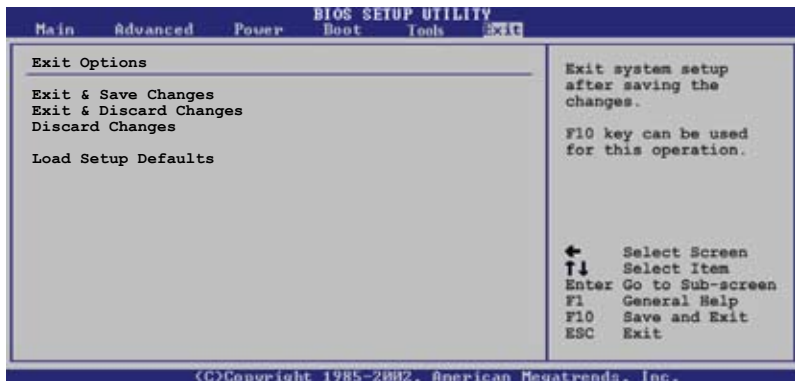 BIOS SETUP UTILITY
Main Advanced Power Boot Tools Exit
Exit Options
Exit & Save Changes
Exit & Discard Changes
Discard Changes
Load Setup Defaults
Exit system setup
after saving the
changes.
F10 key can be used
for this operation.
← Select Screen
↑↓ Select Item
Enter Go to Sub-screen
F1 General Help
F10 Save and Exit
ESC Exit
(C)Copyright 1985-2002, American Megatrends, Inc.